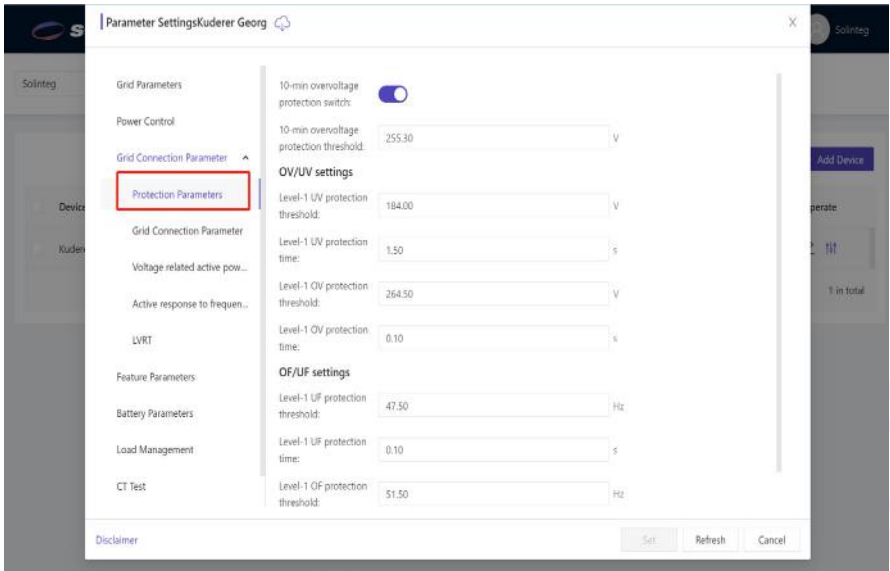 S
Parameter SettingsKuderer Georg
X
Solinteg
Solinteg
Grid Parameters
Power Control
Grid Connection Parameter
Protection Parameters
Grid Connection Parameter
Voltage related active pow...
Active response to frequen...
LVRT
Feature Parameters
Battery Parameters
Load Management
CT Test
10-min overvoltage
protection switch:
10-min overvoltage
protection threshold:
255.30 V
OV/UV settings
Level-1 UV protection
threshold:
184.00 V
Level-1 UV protection
time:
1.50 s
Level-1 OV protection
threshold:
264.50 V
Level-1 OV protection
time:
0.10 s
OF/UF settings
Level-1 UF protection
threshold:
47.50 Hz
Level-1 UF protection
time:
0.10 s
Level-1 OF protection
threshold:
51.50 Hz
Add Device
Device
perate
Kuder
1 in total
Disclaimer
Set
Refresh
Cancel